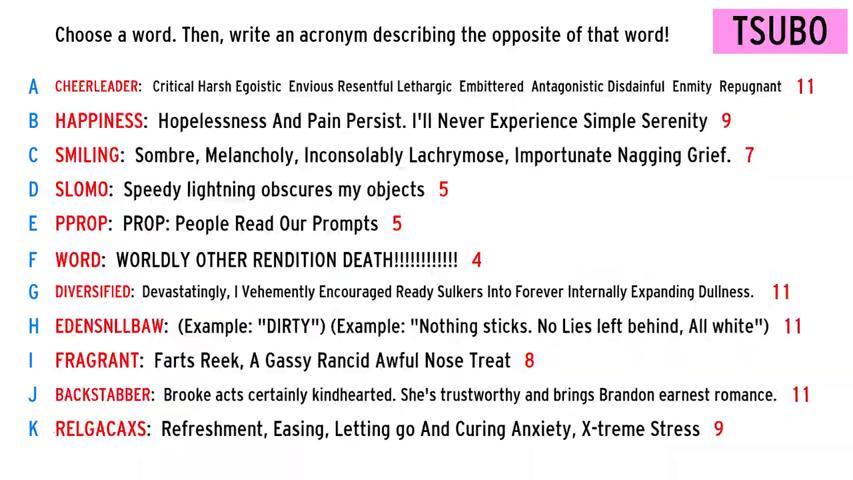 Choose a word. Then, write an acronym describing the opposite of that word!
TSUBO
A CHEERLEADER: Critical Harsh Egoistic Envious Resentful Lethargic Embittered Antagonistic Disdainful Enmity Repugnant 11
B HAPPINESS: Hopelessness And Pain Persist. I'll Never Experience Simple Serenity 9
C SMILING: Sombre, Melancholy, Inconsolably Lachrymose, Importunate Nagging Grief. 7
D SLOMO: Speedy lightning obscures my objects 5
E PPROP: PROP: People Read Our Prompts 5
F WORD: WORLDLY OTHER RENDITION DEATH!!!!!!!!!!!! 4
G DIVERSIFIED: Devastatingly, I Vehemently Encouraged Ready Sulkers Into Forever Internally Expanding Dullness. 11
H EDENSNLLBAW: (Example: "DIRTY") (Example: "Nothing sticks. No Lies left behind, All white") 11
I FRAGRANT: Farts Reek, A Gassy Rancid Awful Nose Treat 8
J BACKSTABBER: Brooke acts certainly kindhearted. She's trustworthy and brings Brandon earnest romance. 11
K RELGACAXS: Refreshment, Easing, Letting go And Curing Anxiety, X-treme Stress 9